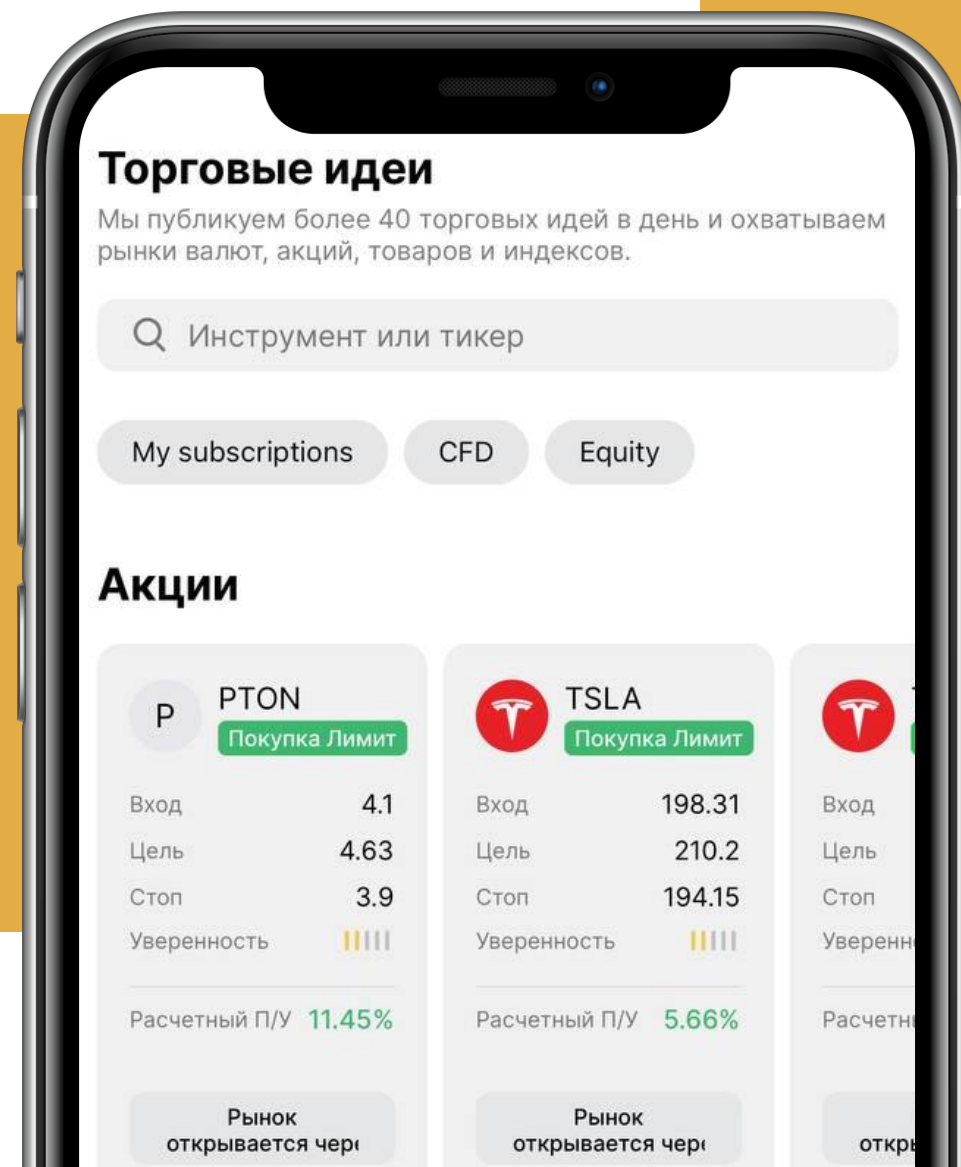 Торговые идеи
Мы публикуем более 40 торговых идей в день и охватываем
рынки валют, акций, товаров и индексов.
Инструмент или тикер
My subscriptions CFD Equity
Акции
P PTON
Покупка Лимит
Вход 4.1
Цель 4.63
Стоп 3.9
Уверенность
Расчетный П/У 11.45%
Рынок
открывается
TSLA
Покупка Лимит
Вход 198.31
Цель 210.2
Стоп 194.15
Уверенность
Расчетный П/У 5.66%
Рынок
открывается
Вход
Цель
Стоп